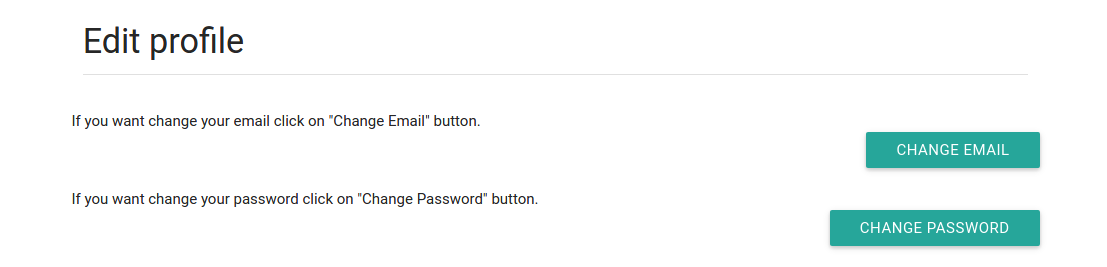 Edit profile
If you want change your email click on "Change Email" button.
CHANGE EMAIL
If you want change your password click on "Change Password" button.
CHANGE PASSWORD